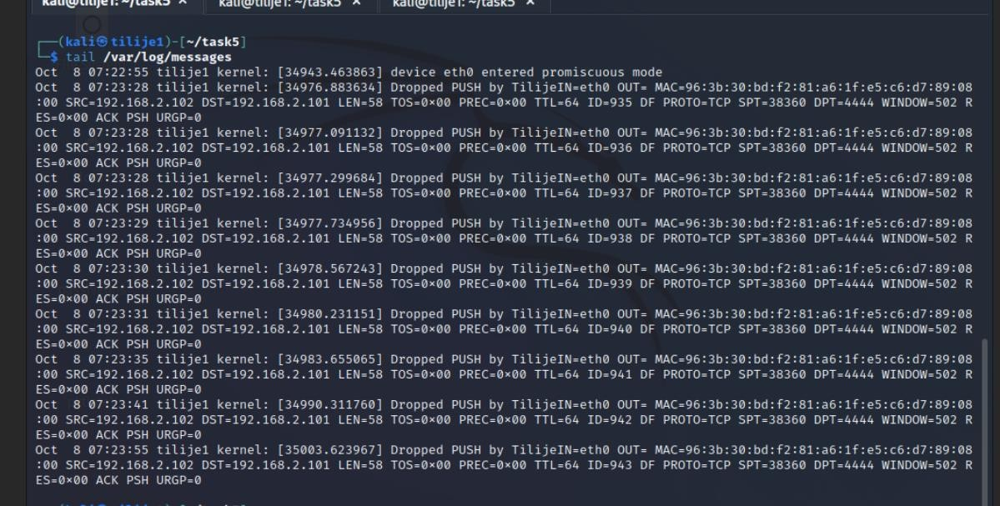 kali@tilije1: ~/task5 × kali@tilije1: ~/task5 × kali@tilije1: ~/task5 ×
┌──(kali㉿tilije1)-[~/task5]
└─$ tail /var/log/messages
Oct  8 07:22:55 tilije1 kernel: [34943.463863] device eth0 entered promiscuous mode
Oct  8 07:23:28 tilije1 kernel: [34976.883634] Dropped PUSH by TilijeIN=eth0 OUT= MAC=96:3b:30:bd:f2:81:a6:1f:e5:c6:d7:89:08
:00 SRC=192.168.2.102 DST=192.168.2.101 LEN=58 TOS=0×00 PREC=0×00 TTL=64 ID=935 DF PROTO=TCP SPT=38360 DPT=4444 WINDOW=502 R
ES=0×00 ACK PSH URGP=0
Oct  8 07:23:28 tilije1 kernel: [34977.091132] Dropped PUSH by TilijeIN=eth0 OUT= MAC=96:3b:30:bd:f2:81:a6:1f:e5:c6:d7:89:08
:00 SRC=192.168.2.102 DST=192.168.2.101 LEN=58 TOS=0×00 PREC=0×00 TTL=64 ID=936 DF PROTO=TCP SPT=38360 DPT=4444 WINDOW=502 R
ES=0×00 ACK PSH URGP=0
Oct  8 07:23:28 tilije1 kernel: [34977.299684] Dropped PUSH by TilijeIN=eth0 OUT= MAC=96:3b:30:bd:f2:81:a6:1f:e5:c6:d7:89:08
:00 SRC=192.168.2.102 DST=192.168.2.101 LEN=58 TOS=0×00 PREC=0×00 TTL=64 ID=937 DF PROTO=TCP SPT=38360 DPT=4444 WINDOW=502 R
ES=0×00 ACK PSH URGP=0
Oct  8 07:23:29 tilije1 kernel: [34977.734956] Dropped PUSH by TilijeIN=eth0 OUT= MAC=96:3b:30:bd:f2:81:a6:1f:e5:c6:d7:89:08
:00 SRC=192.168.2.102 DST=192.168.2.101 LEN=58 TOS=0×00 PREC=0×00 TTL=64 ID=938 DF PROTO=TCP SPT=38360 DPT=4444 WINDOW=502 R
ES=0×00 ACK PSH URGP=0
Oct  8 07:23:30 tilije1 kernel: [34978.567243] Dropped PUSH by TilijeIN=eth0 OUT= MAC=96:3b:30:bd:f2:81:a6:1f:e5:c6:d7:89:08
:00 SRC=192.168.2.102 DST=192.168.2.101 LEN=58 TOS=0×00 PREC=0×00 TTL=64 ID=939 DF PROTO=TCP SPT=38360 DPT=4444 WINDOW=502 R
ES=0×00 ACK PSH URGP=0
Oct  8 07:23:31 tilije1 kernel: [34980.231151] Dropped PUSH by TilijeIN=eth0 OUT= MAC=96:3b:30:bd:f2:81:a6:1f:e5:c6:d7:89:08
:00 SRC=192.168.2.102 DST=192.168.2.101 LEN=58 TOS=0×00 PREC=0×00 TTL=64 ID=940 DF PROTO=TCP SPT=38360 DPT=4444 WINDOW=502 R
ES=0×00 ACK PSH URGP=0
Oct  8 07:23:35 tilije1 kernel: [34983.655065] Dropped PUSH by TilijeIN=eth0 OUT= MAC=96:3b:30:bd:f2:81:a6:1f:e5:c6:d7:89:08
:00 SRC=192.168.2.102 DST=192.168.2.101 LEN=58 TOS=0×00 PREC=0×00 TTL=64 ID=941 DF PROTO=TCP SPT=38360 DPT=4444 WINDOW=502 R
ES=0×00 ACK PSH URGP=0
Oct  8 07:23:41 tilije1 kernel: [34990.311760] Dropped PUSH by TilijeIN=eth0 OUT= MAC=96:3b:30:bd:f2:81:a6:1f:e5:c6:d7:89:08
:00 SRC=192.168.2.102 DST=192.168.2.101 LEN=58 TOS=0×00 PREC=0×00 TTL=64 ID=942 DF PROTO=TCP SPT=38360 DPT=4444 WINDOW=502 R
ES=0×00 ACK PSH URGP=0
Oct  8 07:23:55 tilije1 kernel: [35003.623967] Dropped PUSH by TilijeIN=eth0 OUT= MAC=96:3b:30:bd:f2:81:a6:1f:e5:c6:d7:89:08
:00 SRC=192.168.2.102 DST=192.168.2.101 LEN=58 TOS=0×00 PREC=0×00 TTL=64 ID=943 DF PROTO=TCP SPT=38360 DPT=4444 WINDOW=502 R
ES=0×00 ACK PSH URGP=0